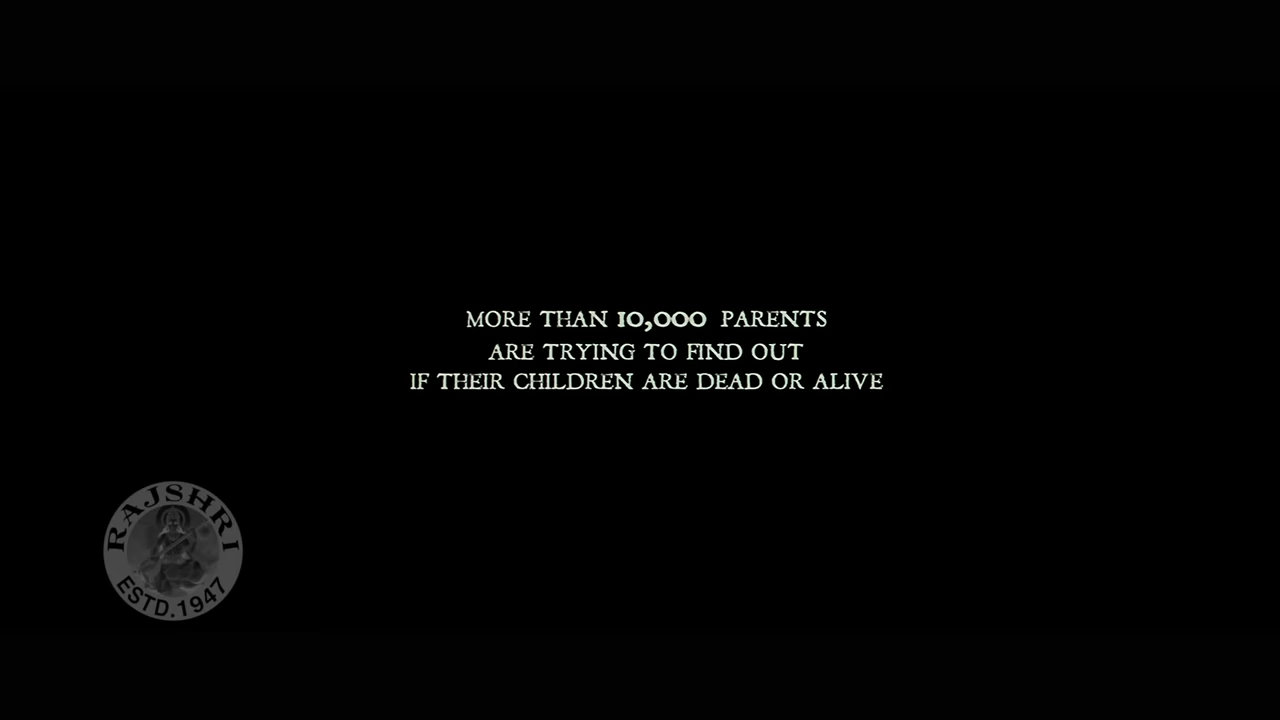 MORE THAN 10,000 PARENTS
ARE TRYING TO FIND OUT
IF THEIR CHILDREN ARE DEAD OR ALIVE
RAJSHRI
ESTD.1947